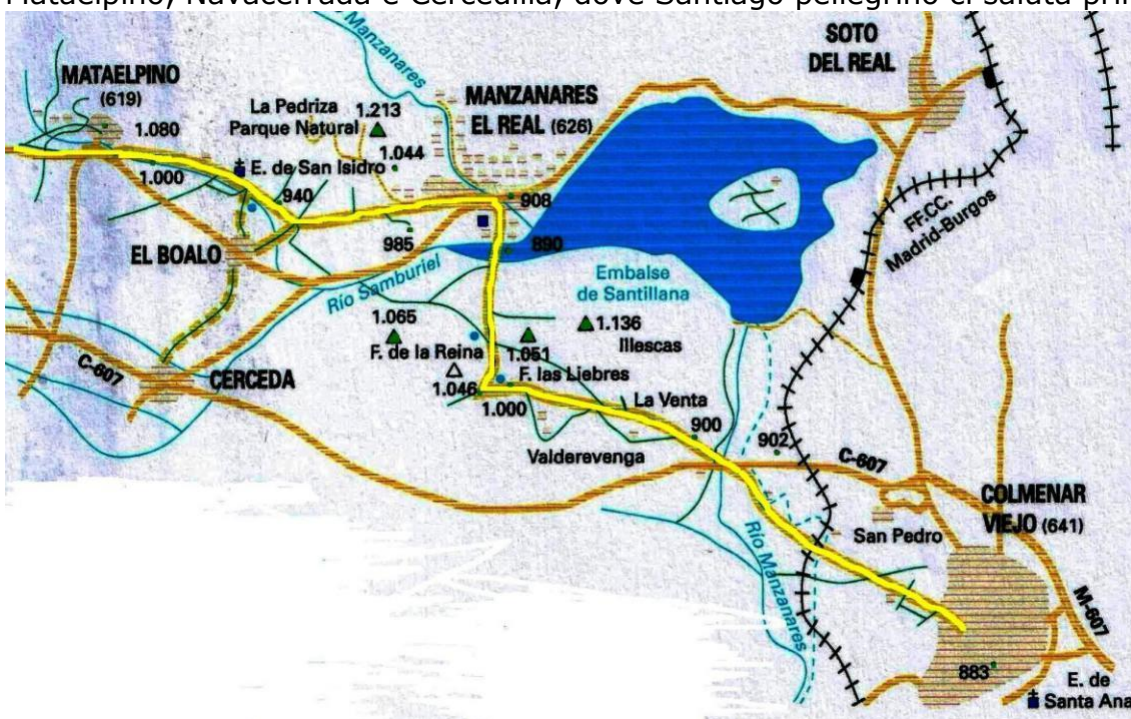 Mataelpino, Navacerrada e Cercedilla, dove Santiago pellegrino ci saluta
Manzanares
SOTO
DEL REAL
MATAELPINO
(619)
1.080
La Pedriza
Parque Natural
1.213
MANZANARES
EL REAL (626)
1.044
1.000
E. de San Isidro
940
908
985
890
EL BOALO
FF.CC.
Madrid-Burgos
Río Samburiel
Embalse
de Santillana
1.065
1.136
Illescas
F. de la Reina
1.051
C-607
CERCEDA
1.046
F. las Liebres
1.000
La Venta
900
902
Valderevenga
C-607
COLMENAR
VIEJO (641)
San Pedro
Río Manzanares
M-607
883
E. de
Santa Ana